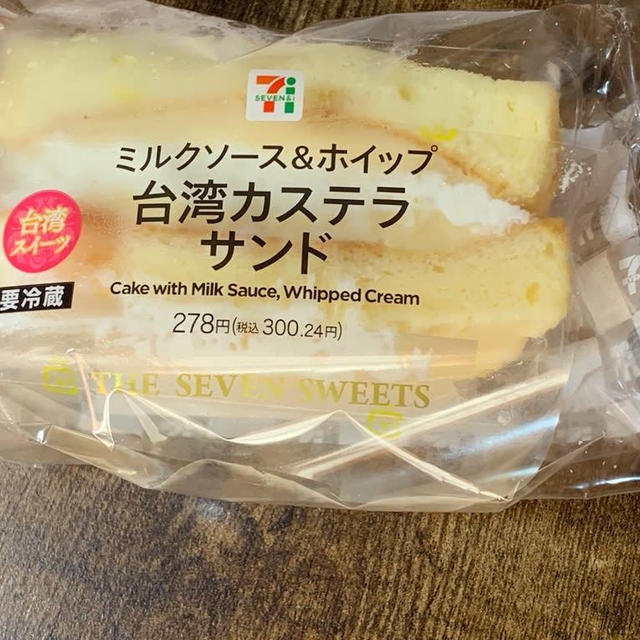 SEVEN&i
ミルクソース&ホイップ
台湾カステラ
サンド
Cake with Milk Sauce, Whipped Cream
278円(税込 300.24円)
台湾
スイーツ
要冷蔵
THE SEVEN SWEETS